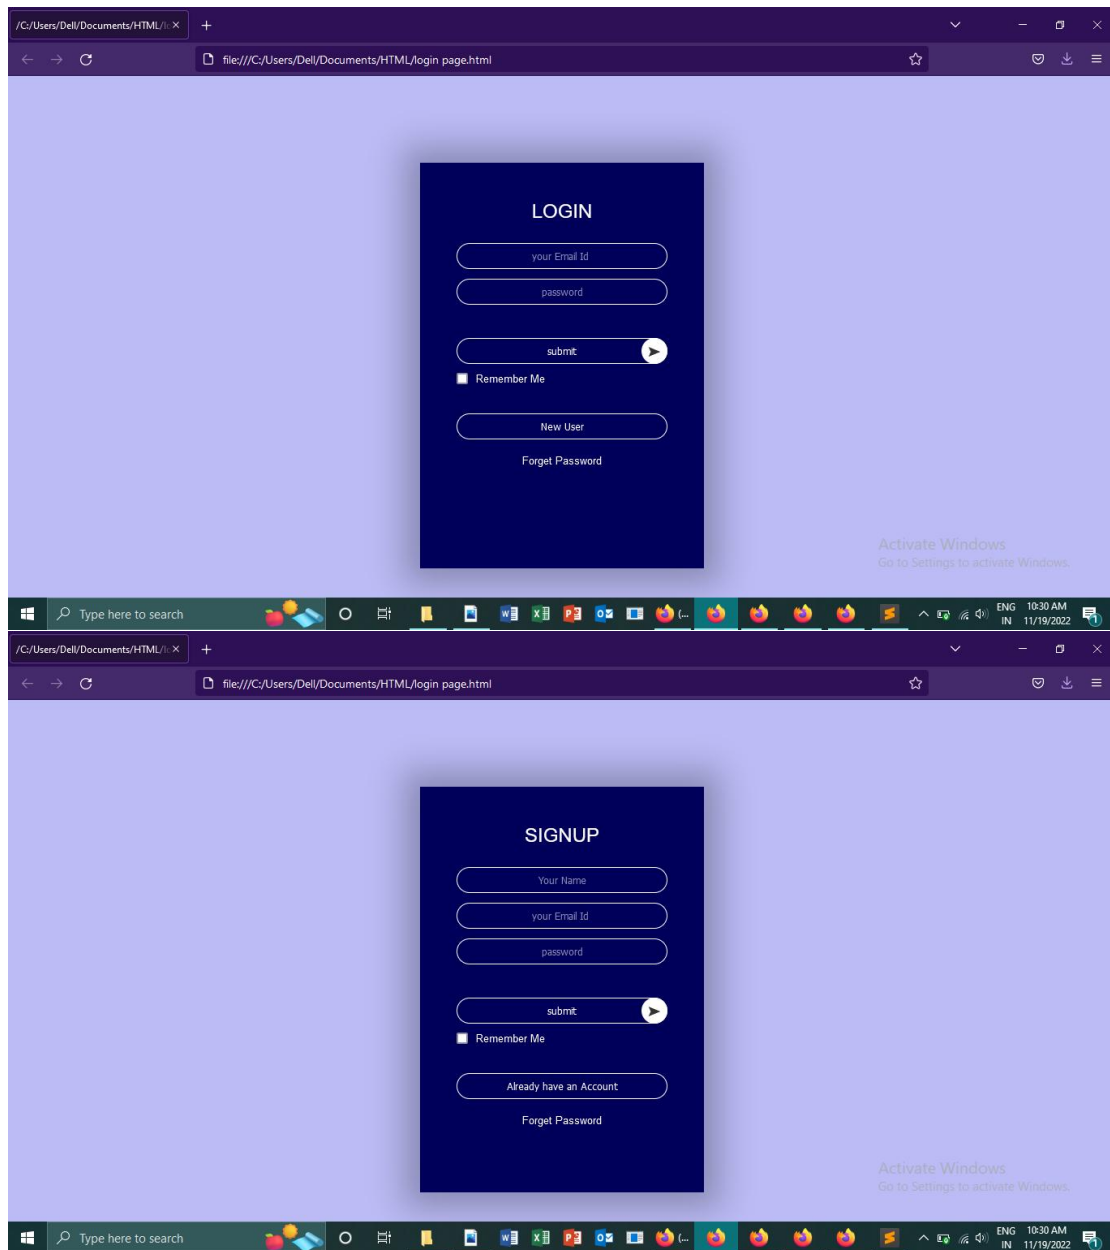 /C:/Users/Dell/Documents/HTML/lo
file:///C:/Users/Dell/Documents/HTML/login page.html
LOGIN
your Email Id
password
submit
Remember Me
New User
Forget Password
Activate Windows
Go to Settings to activate Windows.
Type here to search
(...
ENG 10:30 AM
IN 11/19/2022
/C:/Users/Dell/Documents/HTML/lo
file:///C:/Users/Dell/Documents/HTML/login page.html
SIGNUP
Your Name
your Email Id
password
submit
Remember Me
Already have an Account
Forget Password
Activate Windows
Go to Settings to activate Windows.
Type here to search
(...
ENG 10:30 AM
IN 11/19/2022